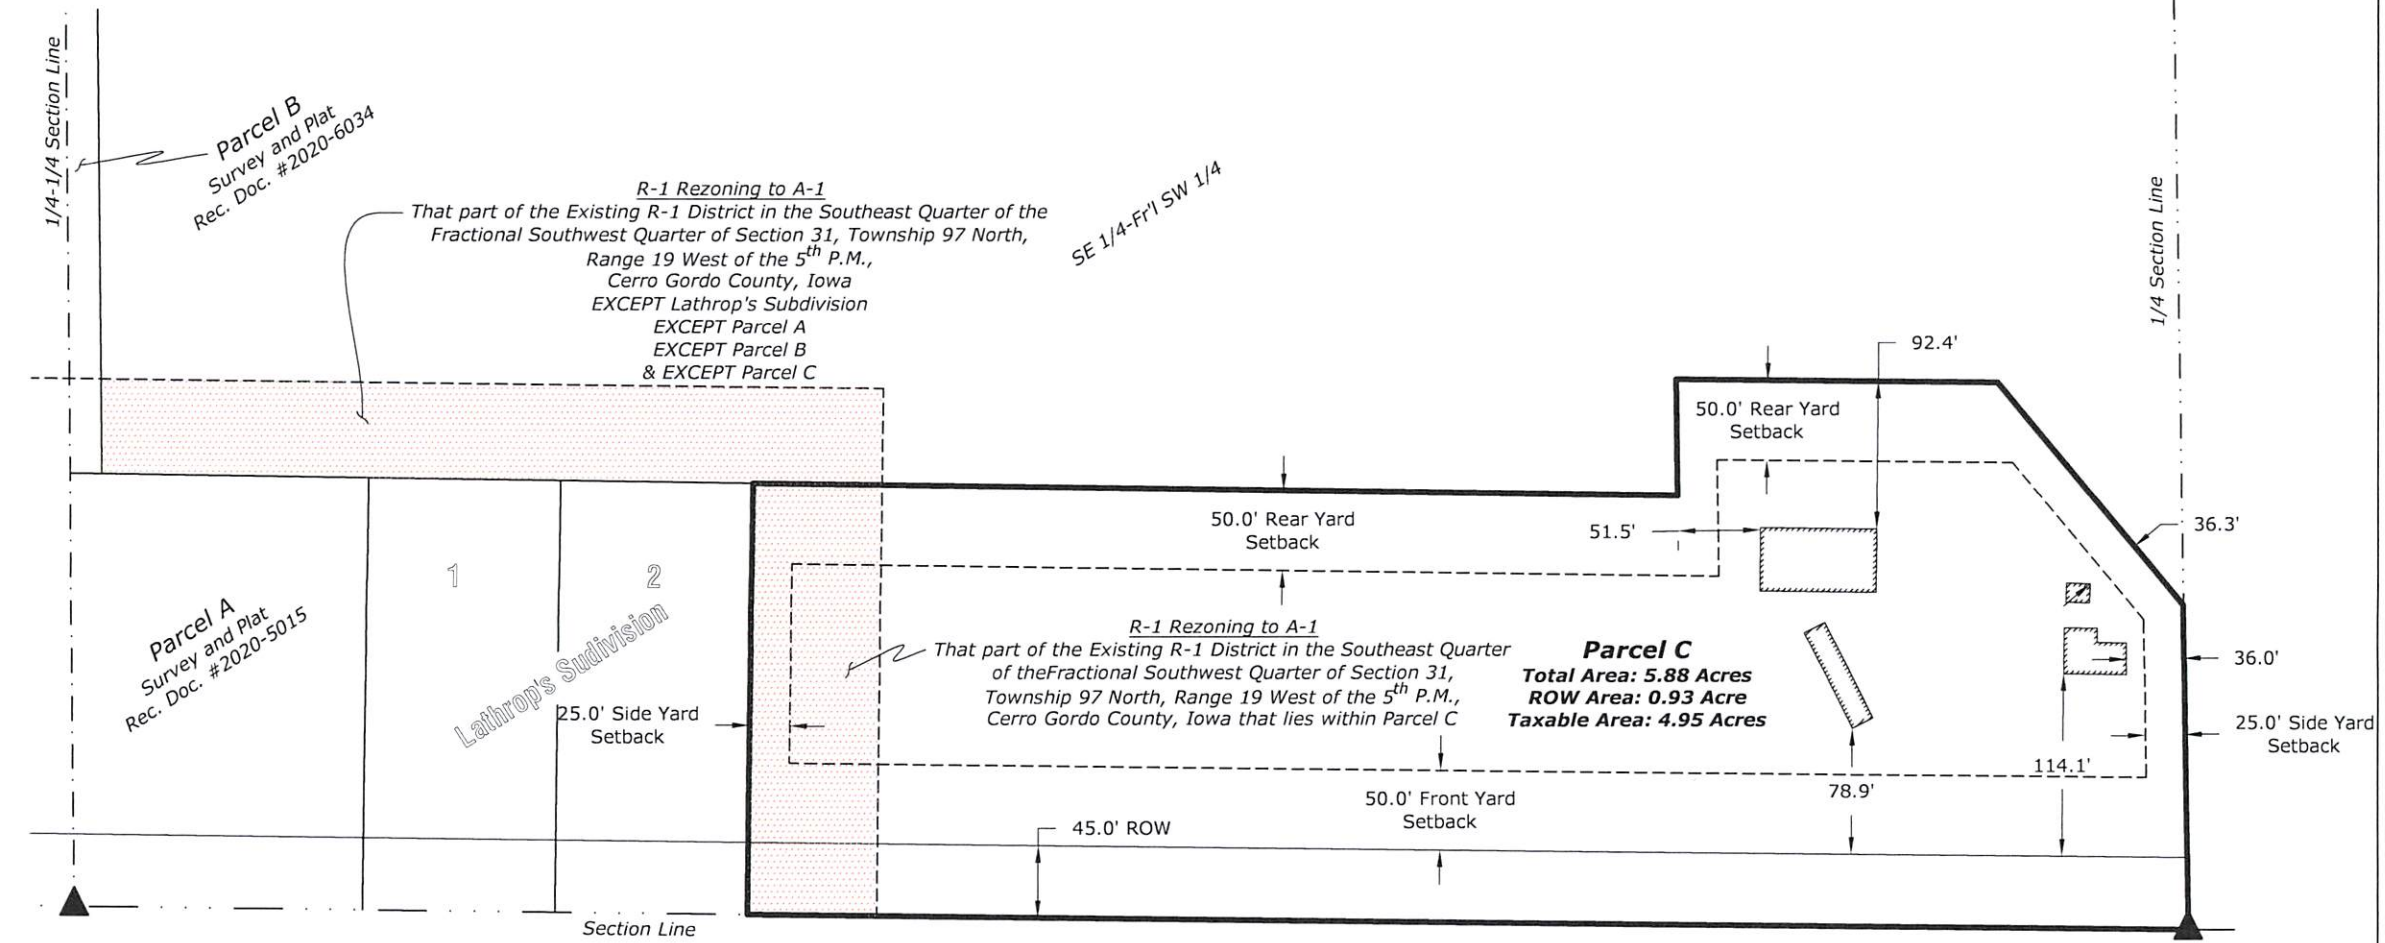 1/4-1/4 Section Line
Parcel B
Survey and Plat
Rec. Doc. #2020-6034
R-1 Rezoning to A-1
That part of the Existing R-1 District in the Southeast Quarter of the
Fractional Southwest Quarter of Section 31, Township 97 North,
Range 19 West of the 5th P.M.,
Cerro Gordo County, Iowa
EXCEPT Lathrop's Subdivision
EXCEPT Parcel A
EXCEPT Parcel B
& EXCEPT Parcel C
SE 1/4-Fr'l SW 1/4
1/4 Section Line
92.4'
50.0' Rear Yard
Setback
50.0' Rear Yard
Setback
51.5'
36.3'
1
2
Lathrop's Sudivision
Parcel A
Survey and Plat
Rec. Doc. #2020-5015
25.0' Side Yard
Setback
R-1 Rezoning to A-1
That part of the Existing R-1 District in the Southeast Quarter
of theFractional Southwest Quarter of Section 31,
Township 97 North, Range 19 West of the 5th P.M.,
Cerro Gordo County, Iowa that lies within Parcel C
Parcel C
Total Area: 5.88 Acres
ROW Area: 0.93 Acre
Taxable Area: 4.95 Acres
36.0'
25.0' Side Yard
Setback
114.1'
78.9'
50.0' Front Yard
Setback
45.0' ROW
Section Line